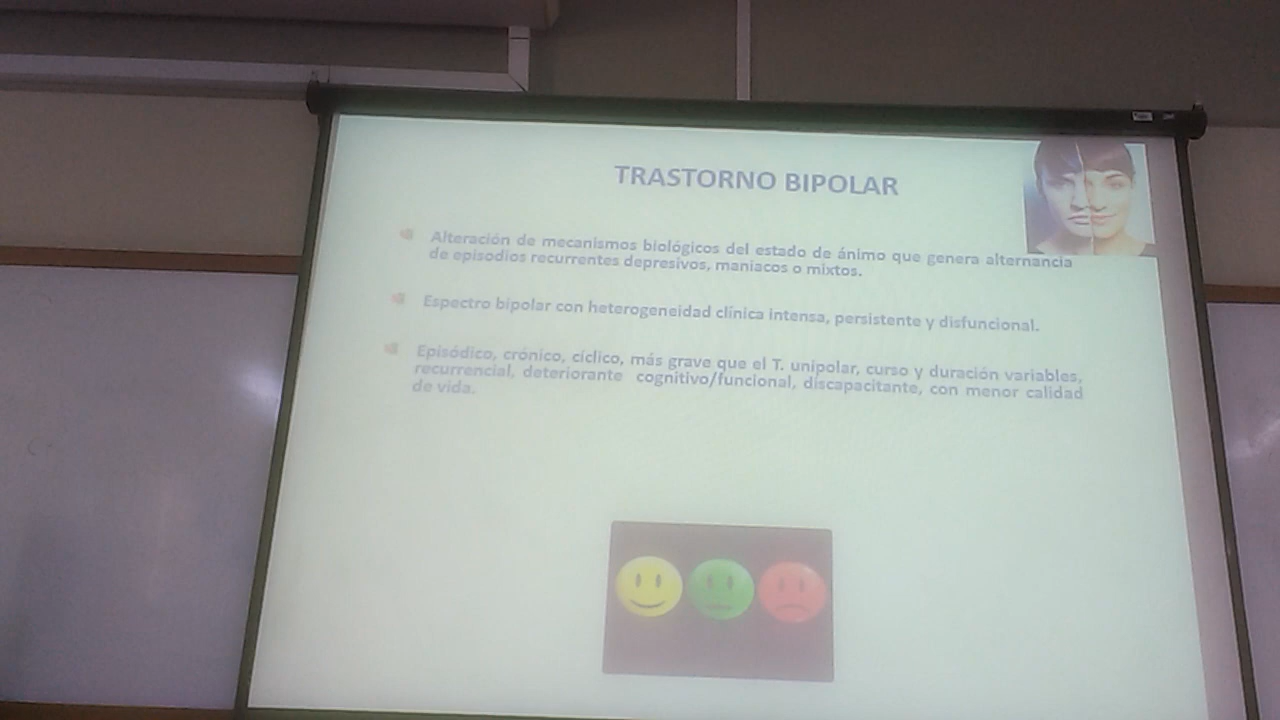 TRASTORNO BIPOLAR
Alteración de mecanismos biológicos del estado de ánimo que genera alternancia
de episodios recurrentes depresivos, maniacos o mixtos.
Espectro bipolar con heterogeneidad clínica intensa, persistente y disfuncional.
Episódico, crónico, cíclico, más grave que el T. unipolar, curso y duración variables,
recurrencial, deteriorante cognitivo/funcional, discapacitante, con menor calidad
de vida.